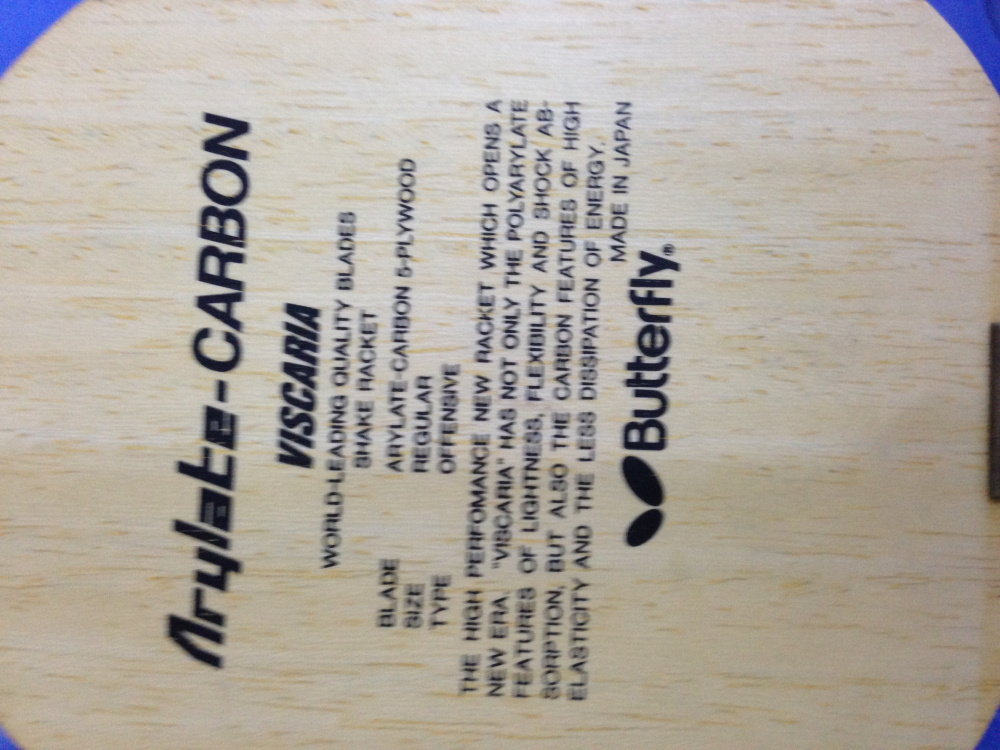 Arylate-CARBON
VISCARIA
WORLD-LEADING QUALITY BLADES
SHAKE RACKET
BLADE ARYLATE-CARBON 5-PLYWOOD
SIZE REGULAR
TYPE OFFENSIVE
THE HIGH PERFOMANCE NEW RACKET WHICH OPENS A
NEW ERA. "VISCARIA" HAS NOT ONLY THE POLYARYLATE
FEATURES OF LIGHTNESS, FLEXIBILITY AND SHOCK AB-
SORPTION, BUT ALSO THE CARBON FEATURES OF HIGH
ELASTICITY AND THE LESS DISSIPATION OF ENERGY.
MADE IN JAPAN
Butterfly®